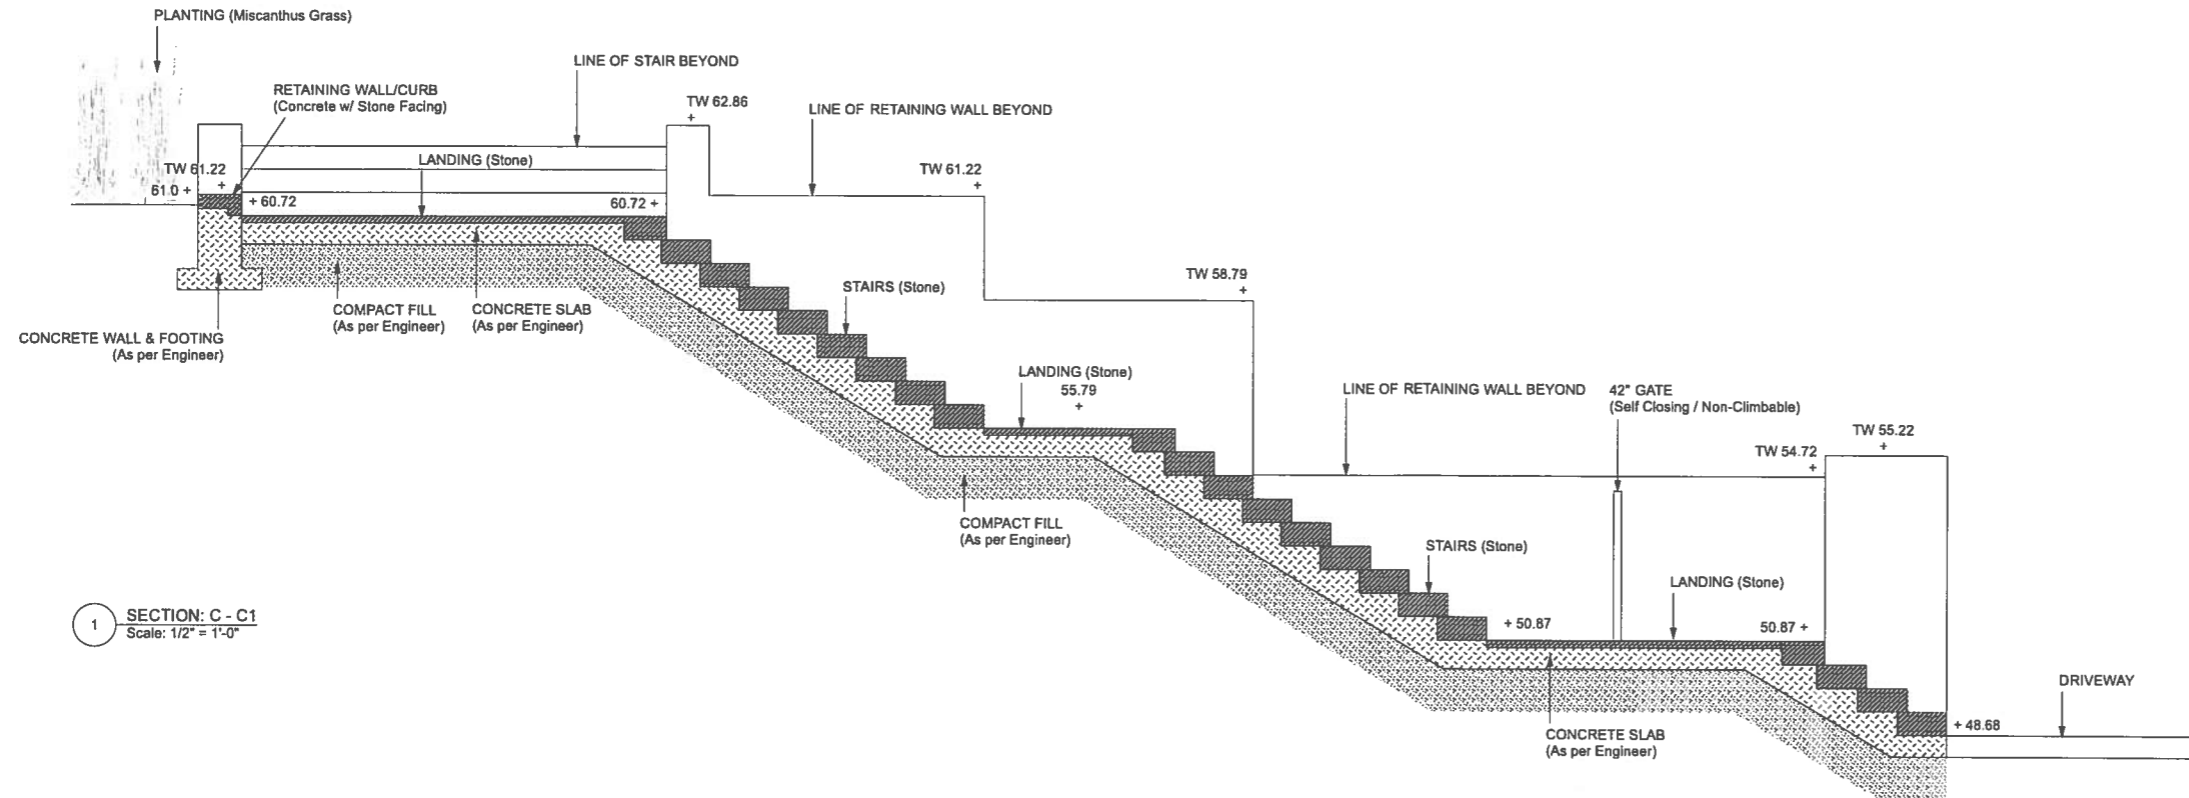 PLANTING (Miscanthus Grass)
LINE OF STAIR BEYOND
RETAINING WALL/CURB
(Concrete w/ Stone Facing)
TW 62.86
+
LINE OF RETAINING WALL BEYOND
LANDING (Stone)
TW 61.22
+
TW 61.22
+
61.0 +
+ 60.72
60.72 +
TW 58.79
+
STAIRS (Stone)
COMPACT FILL
(As per Engineer)
CONCRETE SLAB
(As per Engineer)
CONCRETE WALL & FOOTING
(As per Engineer)
LANDING (Stone)
55.79
+
LINE OF RETAINING WALL BEYOND
42" GATE
(Self Closing / Non-Climbable)
TW 55.22
+
TW 54.72
+
COMPACT FILL
(As per Engineer)
STAIRS (Stone)
LANDING (Stone)
1
SECTION: C - C1
Scale: 1/2" = 1'-0"
+ 50.87
50.87 +
DRIVEWAY
+ 48.68
CONCRETE SLAB
(As per Engineer)